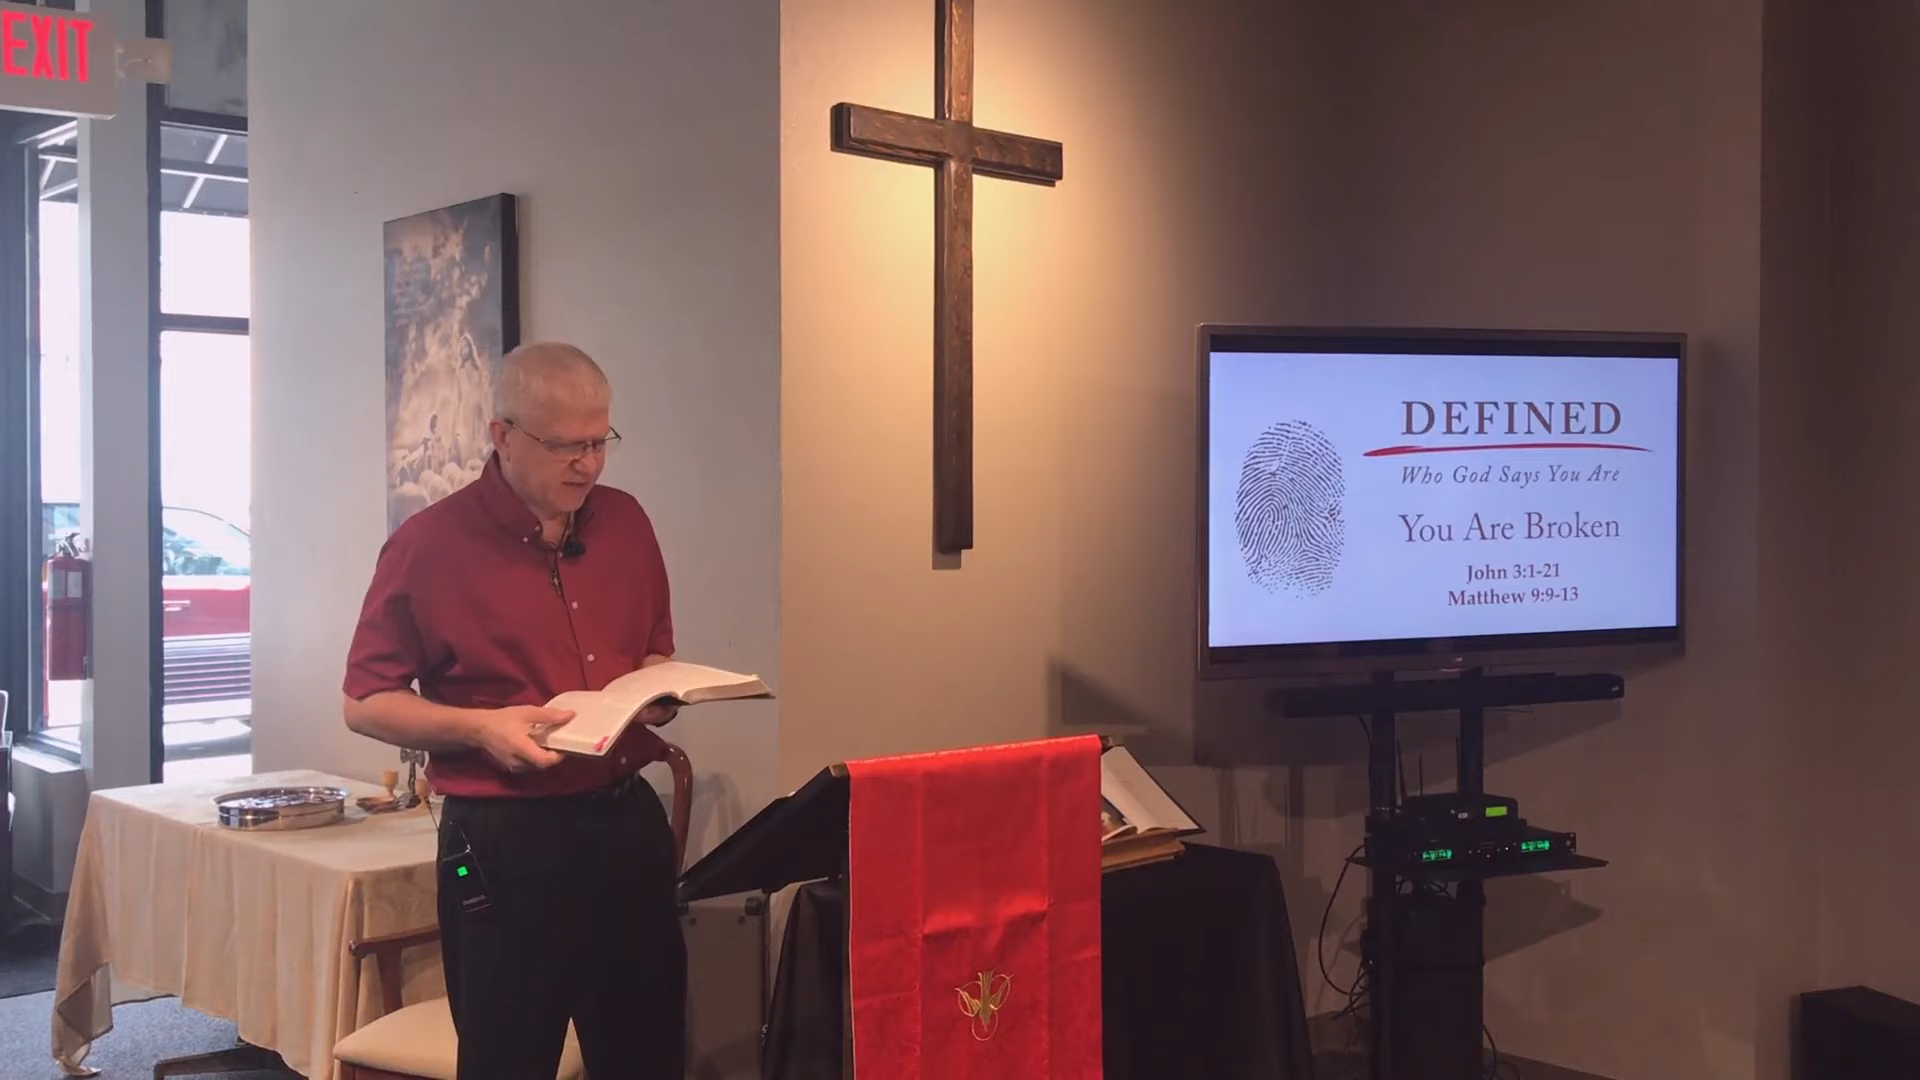 EXIT
DEFINED
Who God Says You Are
You Are Broken
John 3:1-21
Matthew 9:9-13